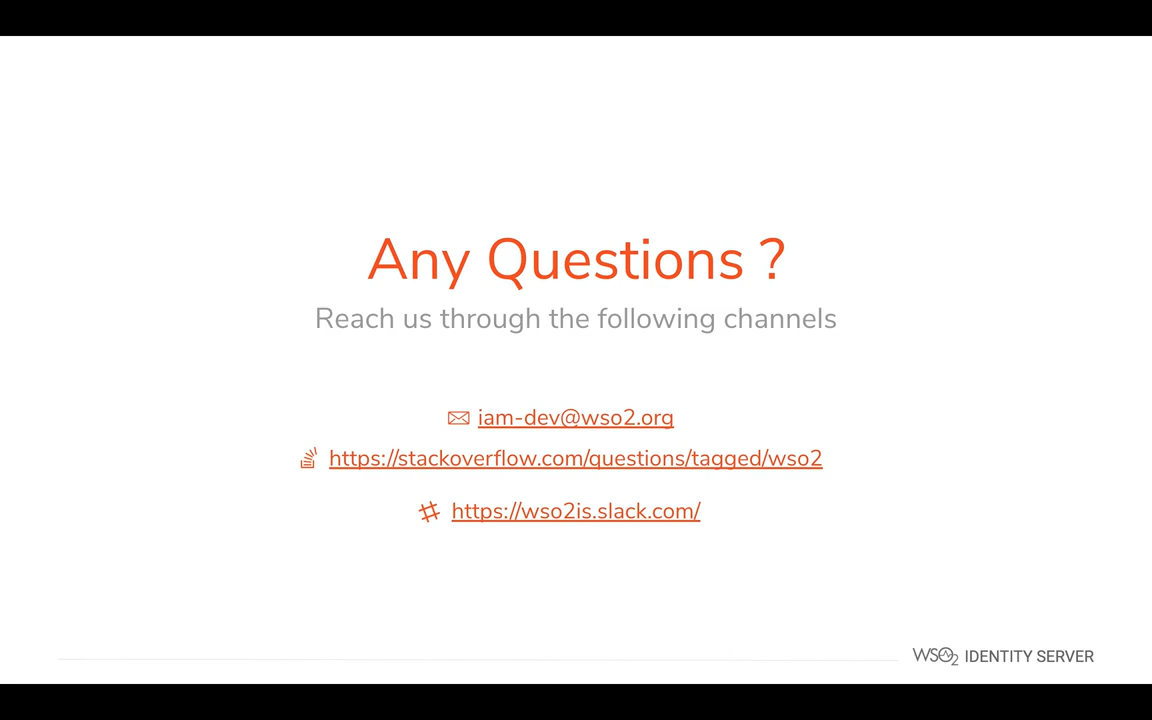 Any Questions ?
Reach us through the following channels
iam-dev@wso2.org
https://stackoverflow.com/questions/tagged/wso2
https://wso2is.slack.com/
WSO2 IDENTITY SERVER